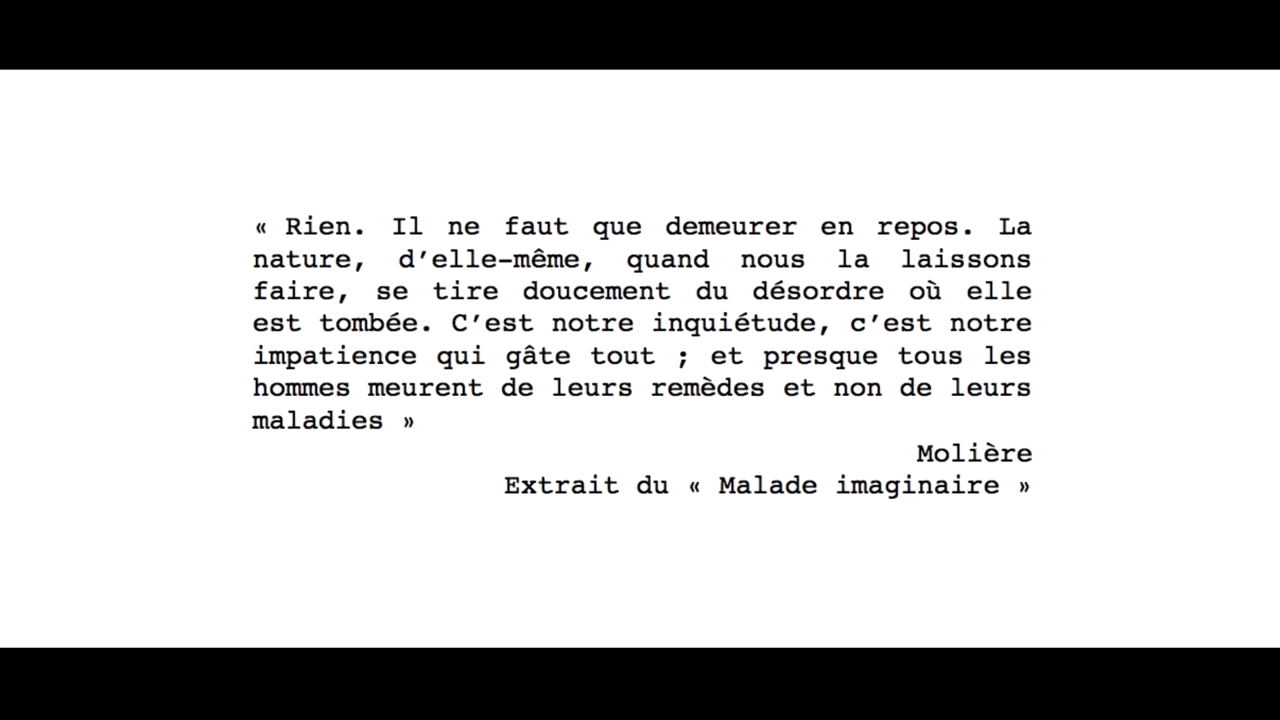 « Rien. Il ne faut que demeurer en repos. La
nature, d’elle-même, quand nous la laissons
faire, se tire doucement du désordre où elle
est tombée. C’est notre inquiétude, c’est notre
impatience qui gâte tout ; et presque tous les
hommes meurent de leurs remèdes et non de leurs
maladies »
Molière
Extrait du « Malade imaginaire »